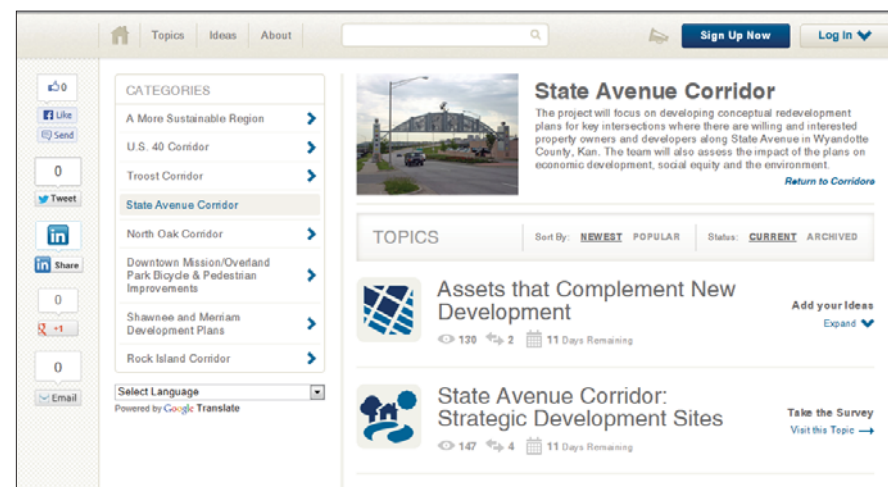 Topics Ideas About
Sign Up Now
Log in
0
Like
Send
0
Tweet
in
in Share
0
+1
0
Email
CATEGORIES
A More Sustainable Region
U.S. 40 Corridor
Troost Corridor
State Avenue Corridor
North Oak Corridor
Downtown Mission/Overland
Park Bicycle & Pedestrian
Improvements
Shawnee and Merriam
Development Plans
Rock Island Corridor
Select Language
Powered by Google Translate
State Avenue Corridor
The project will focus on developing conceptual redevelopment
plans for key intersections where there are willing and interested
property owners and developers along State Avenue in Wyandotte
County, Kan. The team will also assess the impact of the plans on
economic development, social equity and the environment.
Return to Corridors
TOPICS
Sort By: NEWEST POPULAR Status: CURRENT ARCHIVED
Assets that Complement New
Development
130 2 11 Days Remaining
Add your Ideas
Expand
State Avenue Corridor:
Strategic Development Sites
147 4 11 Days Remaining
Take the Survey
Visit this Topic